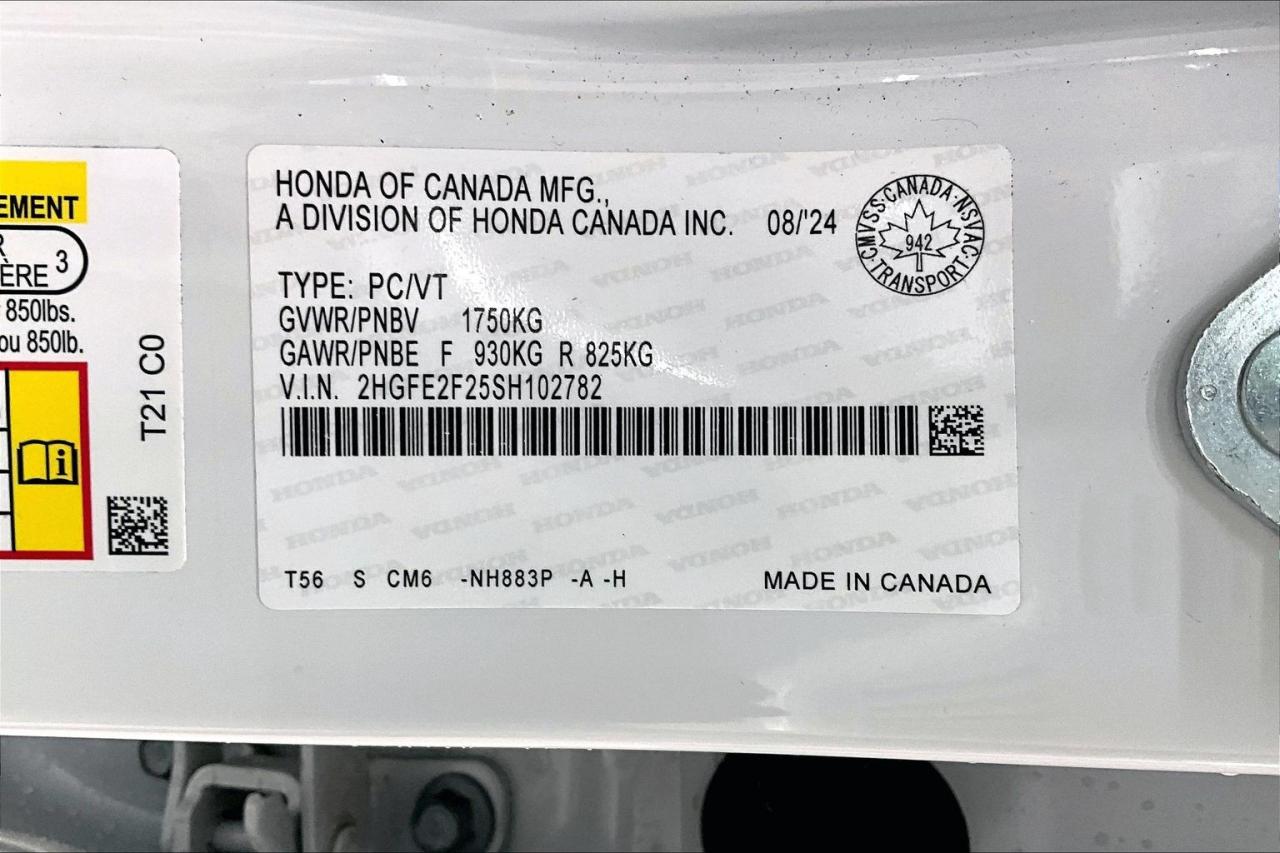 EMENT
R
ÈRE 3
850lbs.
ou 850lb.
T21 C0
HONDA OF CANADA MFG.,
A DIVISION OF HONDA CANADA INC. 08/'24
CMVSS·CANADA·NSVAC·TRANSPORT·
942
TYPE: PC/VT
GVWR/PNBV 1750KG
GAWR/PNBE F 930KG R 825KG
V.I.N. 2HGFE2F25SH102782
T56 S CM6 -NH883P -A -H
MADE IN CANADA
HONDA